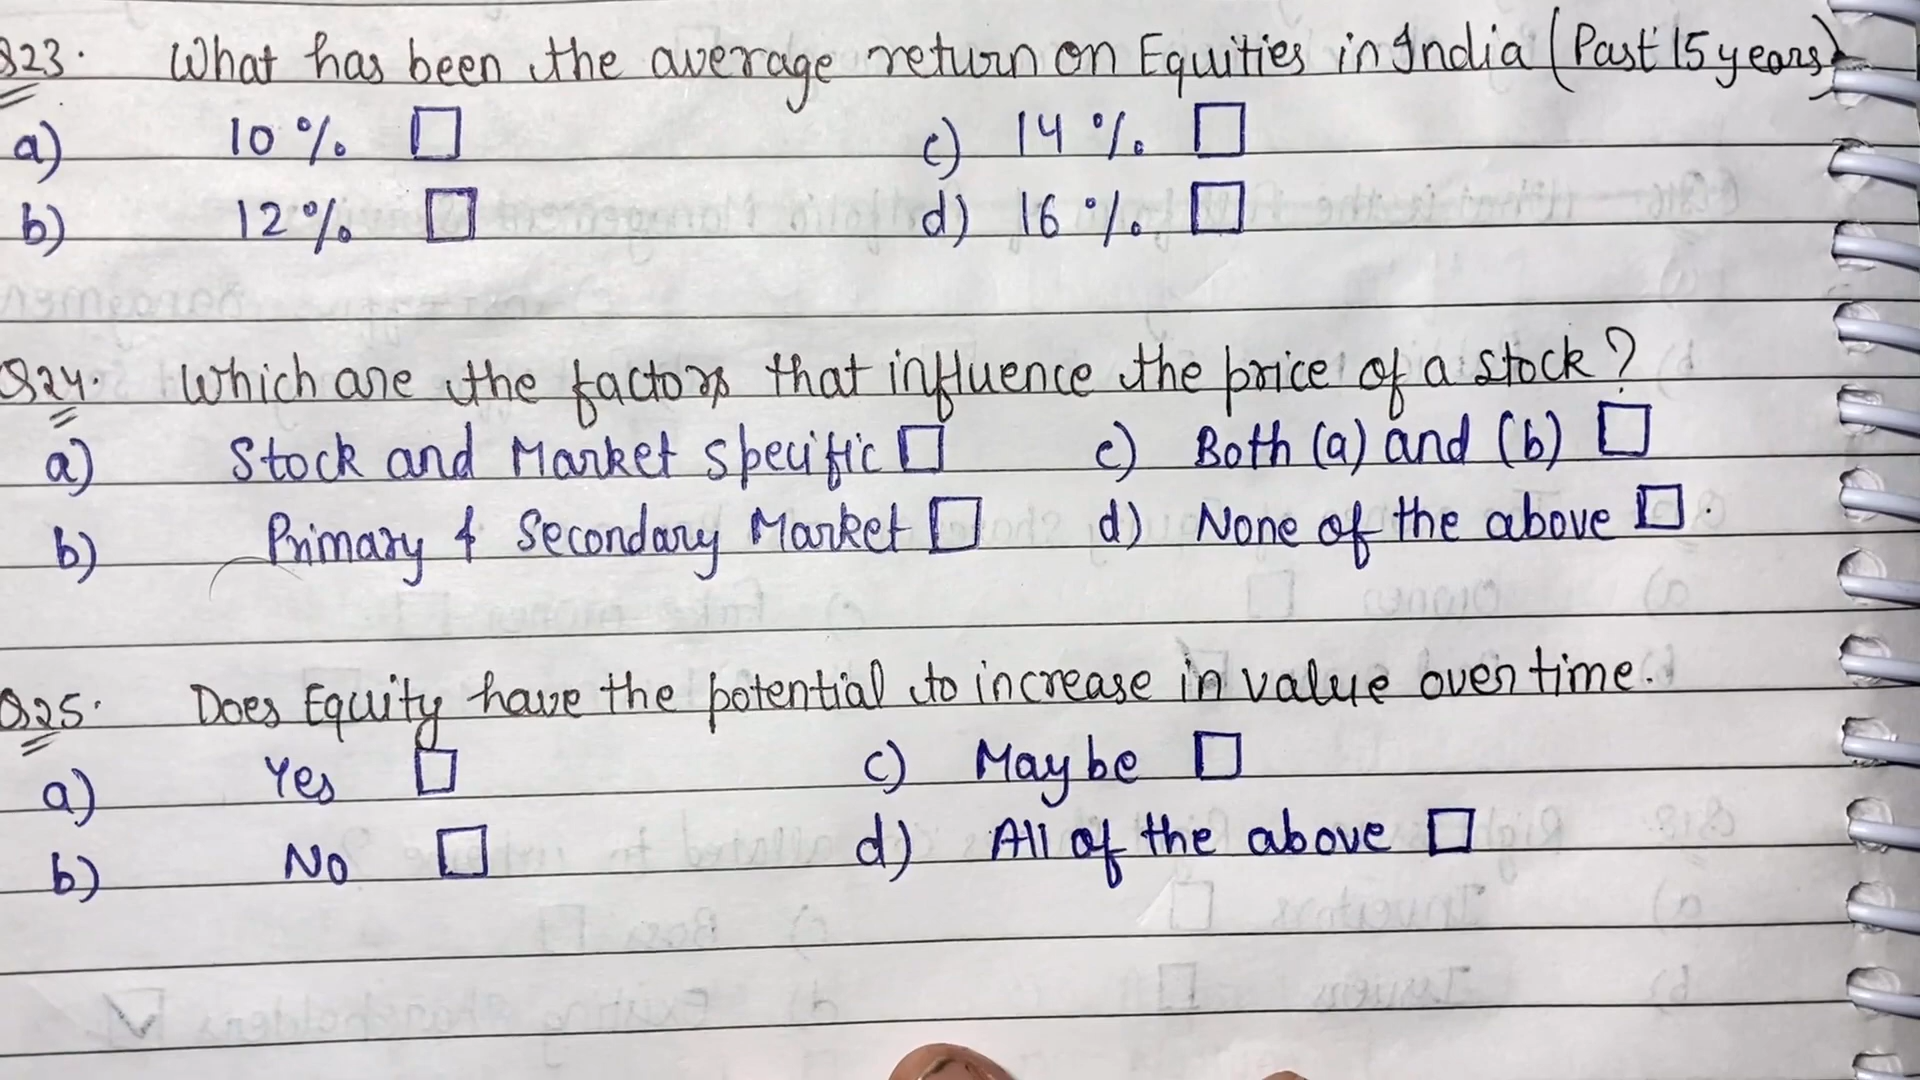 Q23. What has been the average return on Equities in India (Past 15 years)
a) 10 % c) 14 %
b) 12 % d) 16 %
Q24. Which are the factors that influence the price of a stock?
a) Stock and Market specific c) Both (a) and (b)
b) Primary & Secondary Market d) None of the above.
Q25. Does Equity have the potential to increase in value over time.
a) Yes c) Maybe
b) No d) All of the above